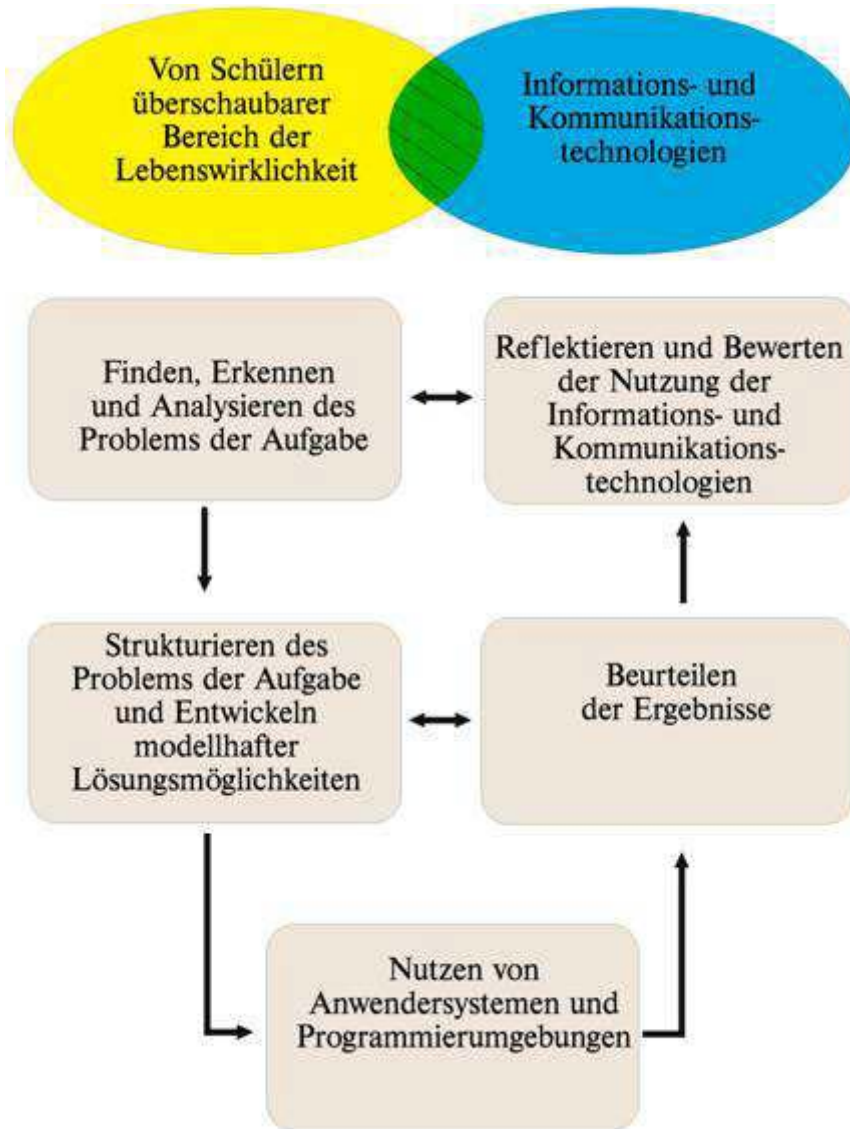 Von Schülern
überschaubarer
Bereich der
Lebenswirklichkeit
Informations- und
Kommunikations-
technologien
Finden, Erkennen
und Analysieren des
Problems der Aufgabe
Reflektieren und Bewerten
der Nutzung der
Informations- und
Kommunikations-
technologien
Strukturieren des
Problems der Aufgabe
und Entwickeln
modellhafter
Lösungsmöglichkeiten
Beurteilen
der Ergebnisse
Nutzen von
Anwendersystemen und
Programmierumgebungen